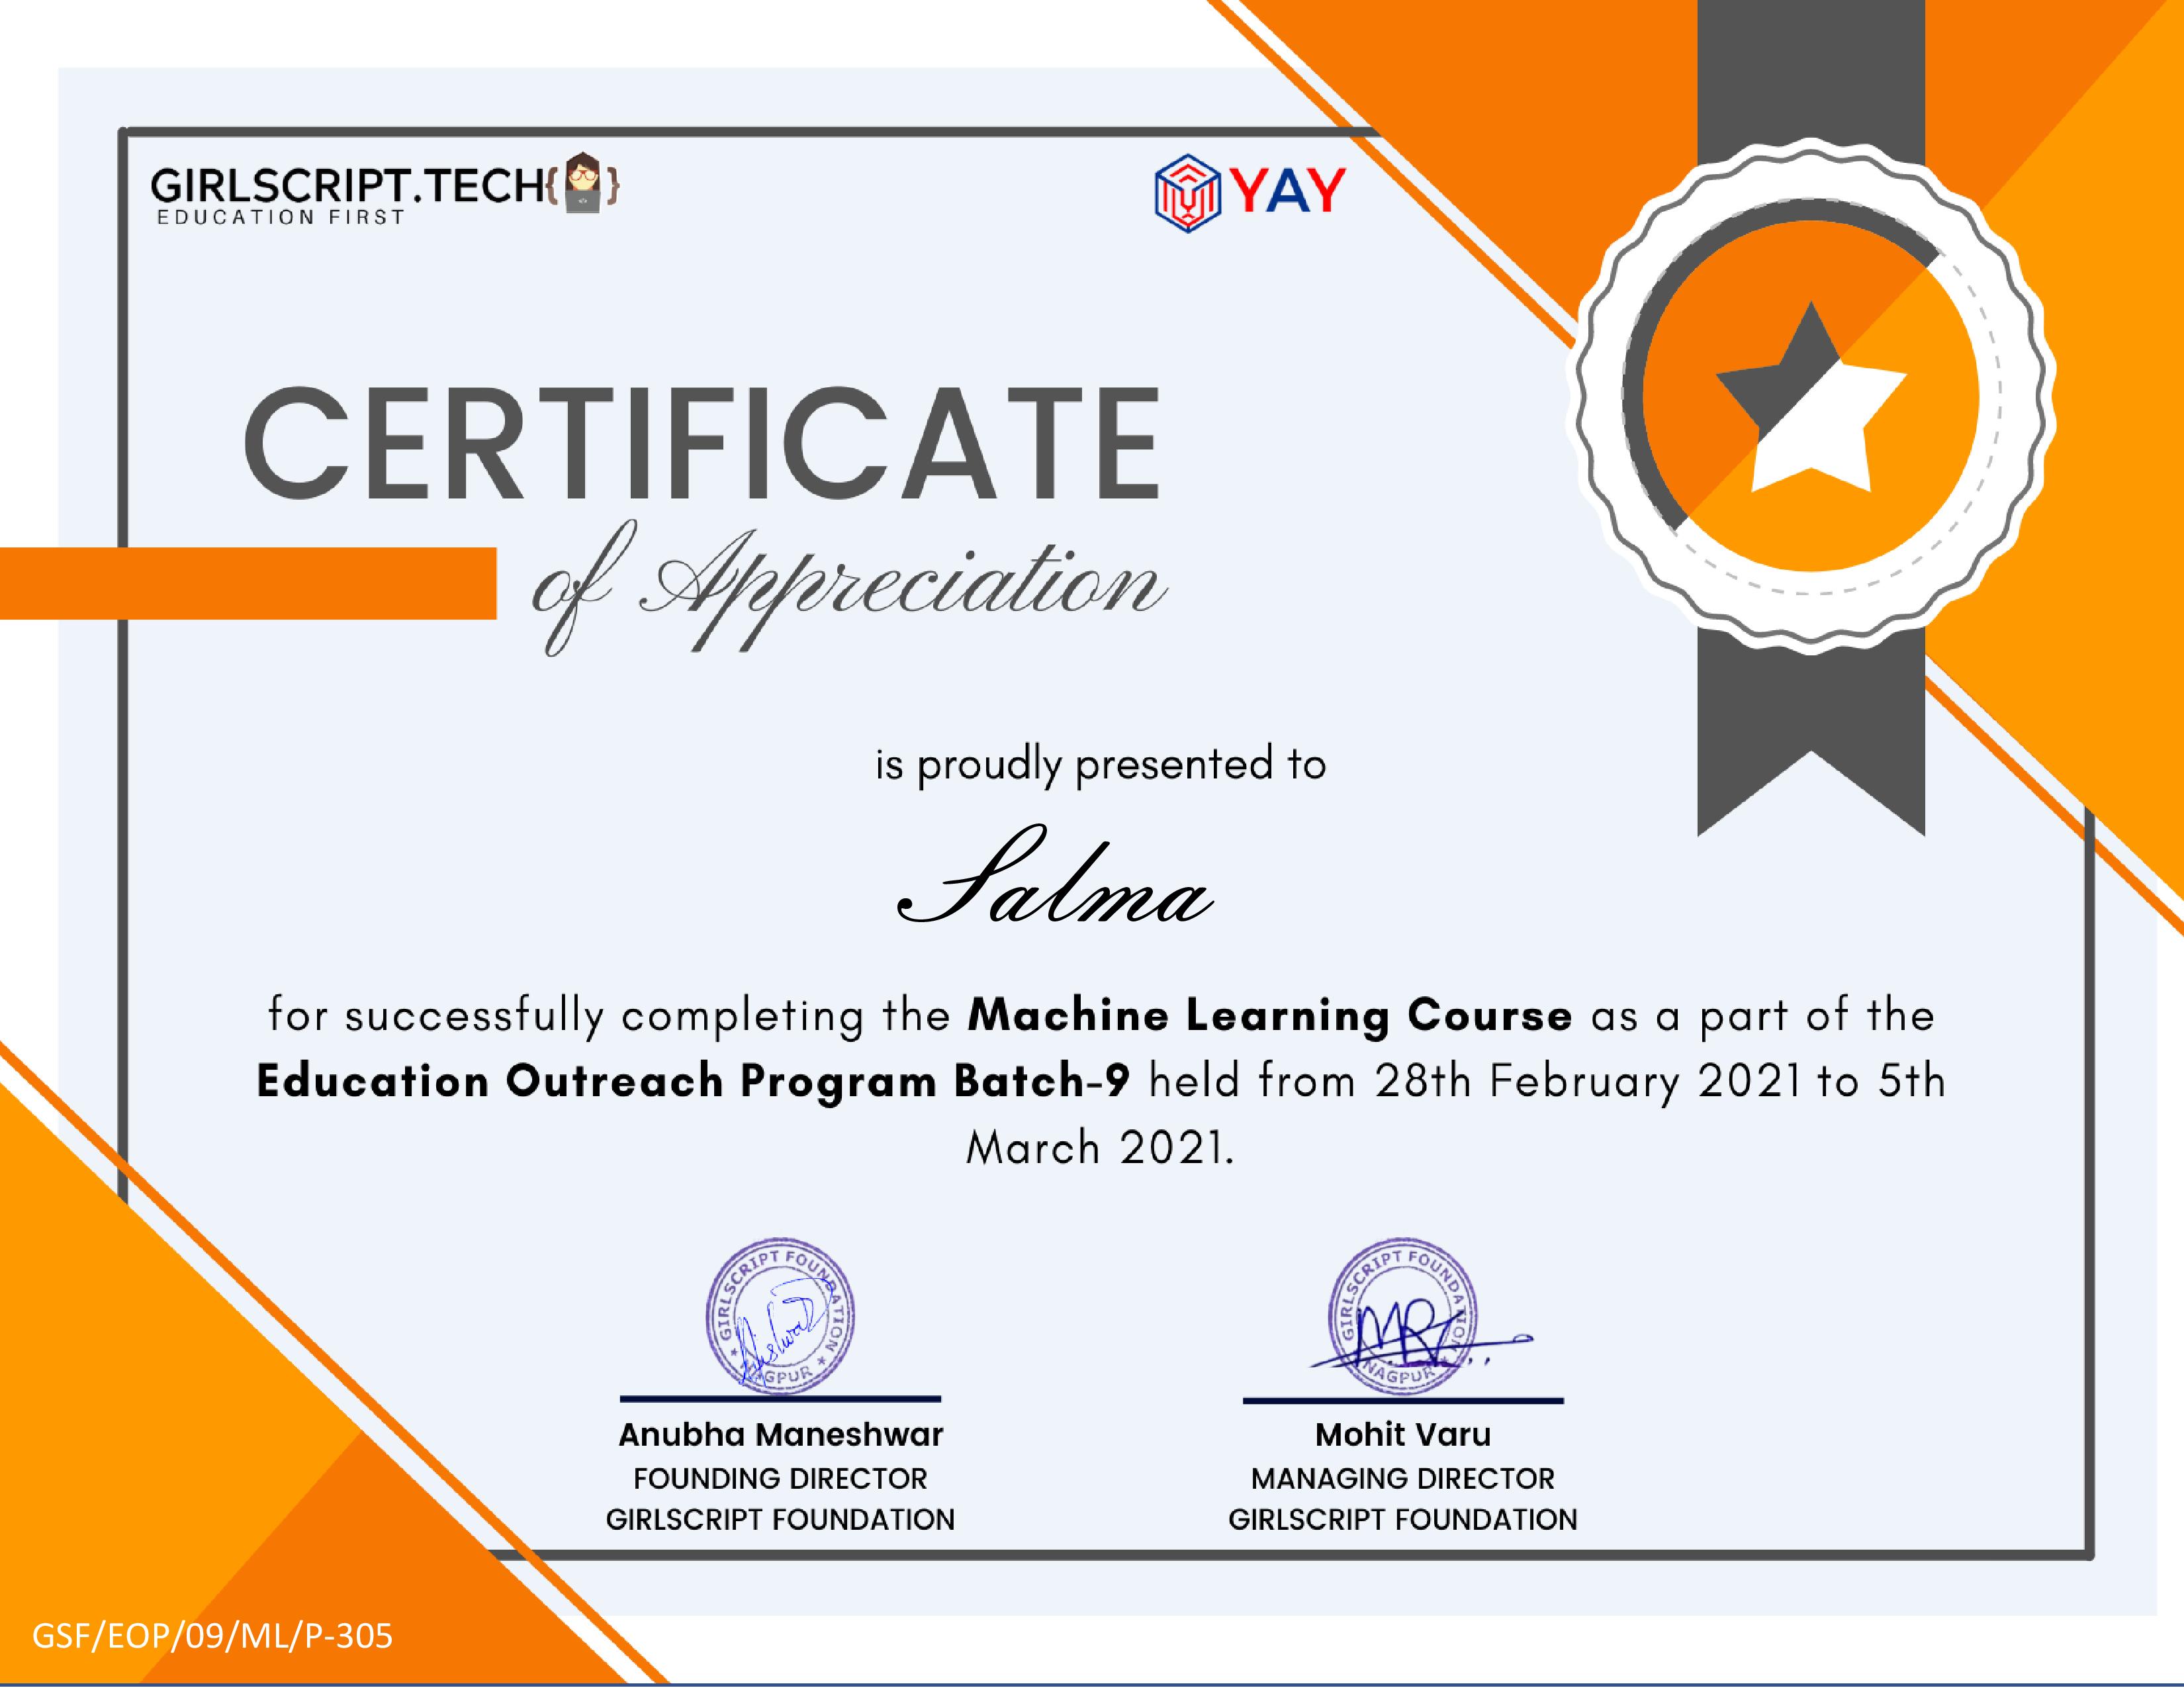 GIRLSCRIPT.TECH{ }
EDUCATION FIRST
YAY
CERTIFICATE
of Appreciation
is proudly presented to
Salma
for successfully completing the Machine Learning Course as a part of the
Education Outreach Program Batch-9 held from 28th February 2021 to 5th
March 2021.
GIRLSCRIPT FOUNDATION
GIRLSCRIPT FOUNDATION
NAGPUR
Anubha Maneshwar
Mohit Varu
FOUNDING DIRECTOR
MANAGING DIRECTOR
GIRLSCRIPT FOUNDATION
GIRLSCRIPT FOUNDATION
GSF/EOP/09/ML/P-305